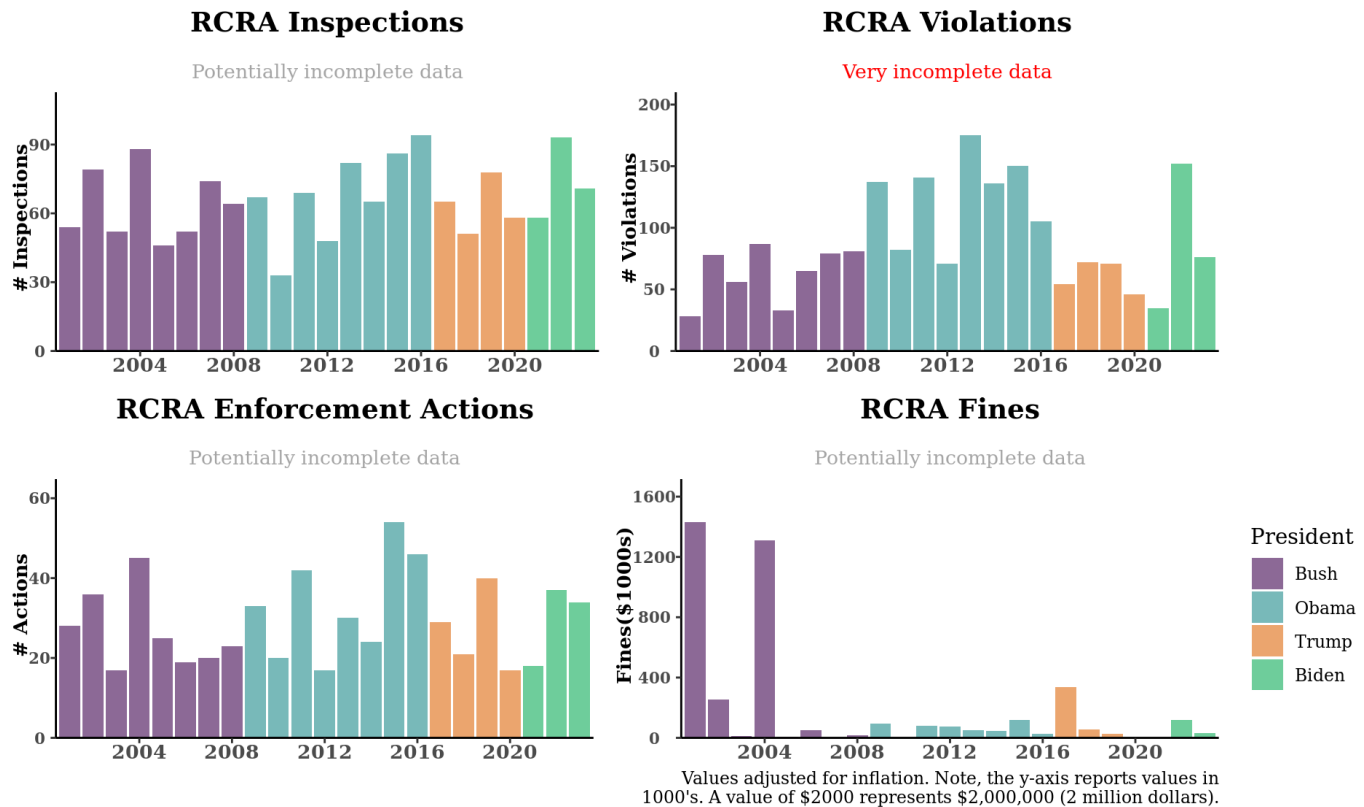 RCRA Inspections
Potentially incomplete data
# Inspections
90
60
30
0
2004
2008
2012
2016
2020
RCRA Violations
Very incomplete data
# Violations
200
150
100
50
0
2004
2008
2012
2016
2020
RCRA Enforcement Actions
Potentially incomplete data
# Actions
60
40
20
0
2004
2008
2012
2016
2020
RCRA Fines
Potentially incomplete data
Fines($1000s)
1600
1200
800
400
0
2004
2008
2012
2016
2020
President
Bush
Obama
Trump
Biden
Values adjusted for inflation. Note, the y-axis reports values in
1000's. A value of $2000 represents $2,000,000 (2 million dollars).